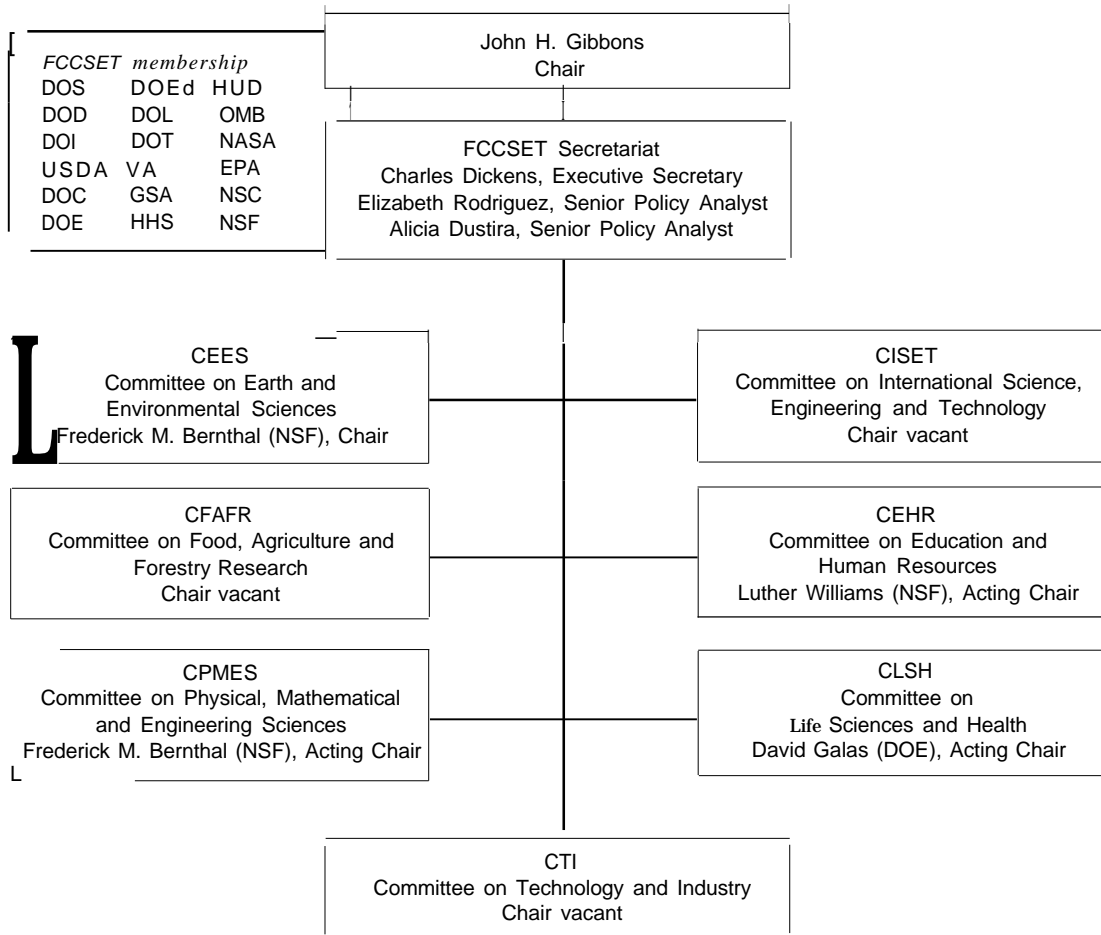 FCCSET membership
DOS DOEd HUD
DOD DOL OMB
DOI DOT NASA
USDA VA EPA
DOC GSA NSC
DOE HHS NSF
John H. Gibbons
Chair
FCCSET Secretariat
Charles Dickens, Executive Secretary
Elizabeth Rodriguez, Senior Policy Analyst
Alicia Dustira, Senior Policy Analyst
CEES
Committee on Earth and
Environmental Sciences
Frederick M. Bernthal (NSF), Chair
CISET
Committee on International Science,
Engineering and Technology
Chair vacant
CFAFR
Committee on Food, Agriculture and
Forestry Research
Chair vacant
CEHR
Committee on Education and
Human Resources
Luther Williams (NSF), Acting Chair
CPMES
Committee on Physical, Mathematical
and Engineering Sciences
Frederick M. Bernthal (NSF), Acting Chair
CLSH
Committee on
Life Sciences and Health
David Galas (DOE), Acting Chair
CTI
Committee on Technology and Industry
Chair vacant